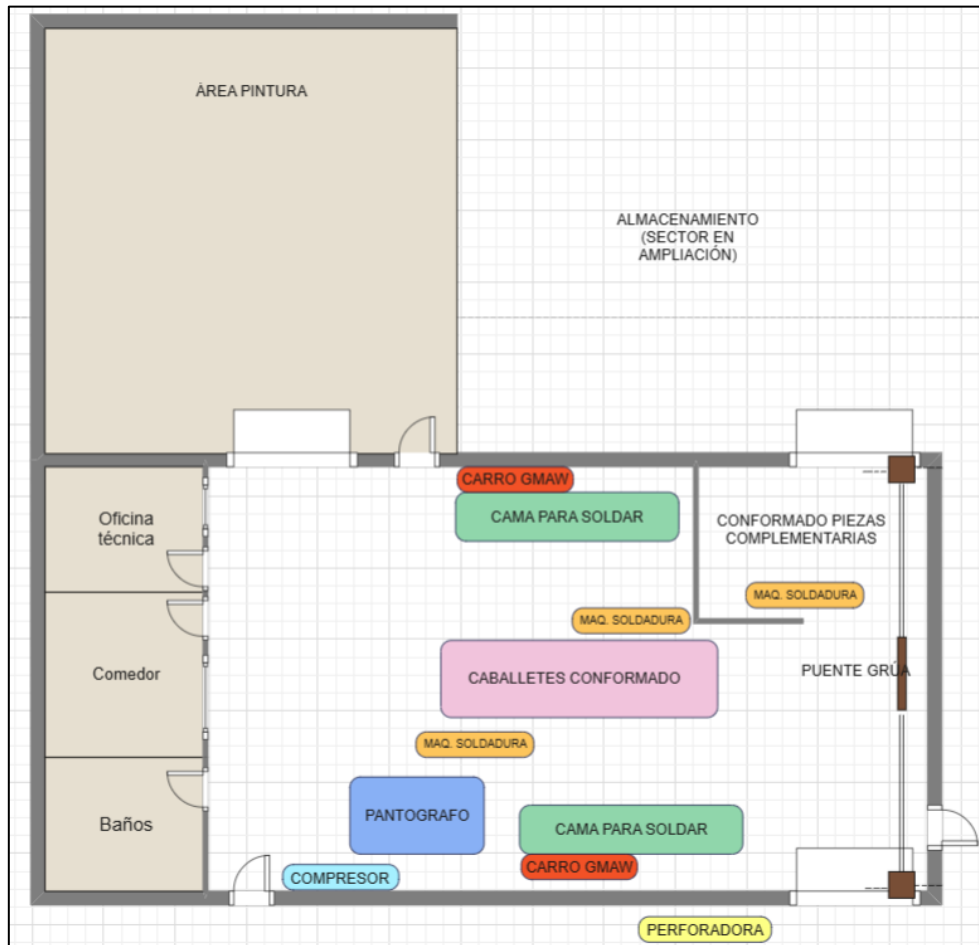 ÁREA PINTURA
ALMACENAMIENTO
(SECTOR EN
AMPLIACIÓN)
CARRO GMAW
CAMA PARA SOLDAR
Oficina
técnica
CONFORMADO PIEZAS
COMPLEMENTARIAS
MAQ. SOLDADURA
MAQ. SOLDADURA
Comedor
CABALLETES CONFORMADO
PUENTE GRÚA
MAQ. SOLDADURA
PANTOGRAFO
Baños
CAMA PARA SOLDAR
CARRO GMAW
COMPRESOR
PERFORADORA